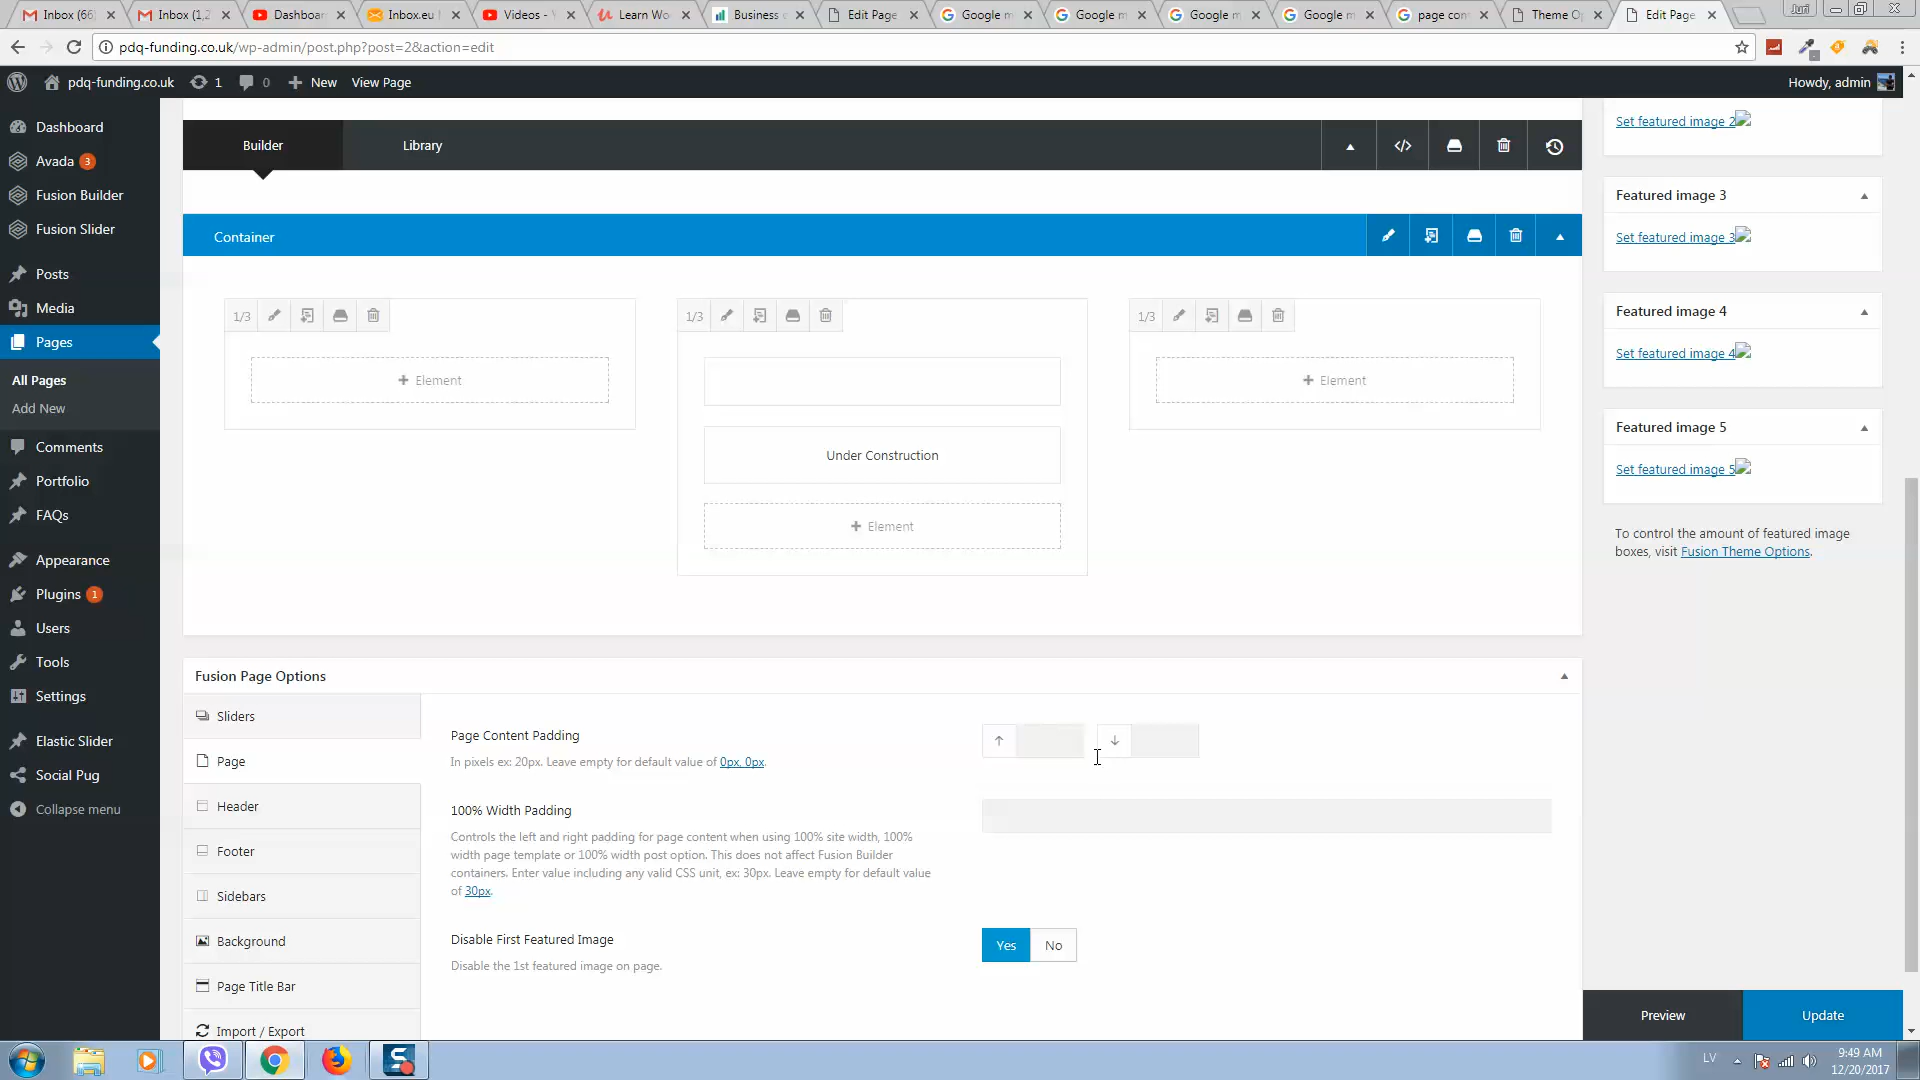 Inbox (66)
Inbox (1,2
Dashboar
Inbox.eu
Videos - 
Learn Wo
Business
Edit Page
Google m
Google m
Google m
Google m
page con
Theme O
Edit Page
Juri
pdq-funding.co.uk/wp-admin/post.php?post=2&action=edit
pdq-funding.co.uk
1
0
New
View Page
Howdy, admin
Dashboard
Avada 3
Fusion Builder
Fusion Slider
Posts
Media
Pages
All Pages
Add New
Comments
Portfolio
FAQs
Appearance
Plugins 1
Users
Tools
Settings
Elastic Slider
Social Pug
Collapse menu
Builder
Library
Container
1/3
Element
1/3
Under Construction
Element
1/3
Element
Fusion Page Options
Sliders
Page
Header
Footer
Sidebars
Background
Page Title Bar
Import / Export
Page Content Padding
In pixels ex: 20px. Leave empty for default value of 0px, 0px.
100% Width Padding
Controls the left and right padding for page content when using 100% site width, 100%
width page template or 100% width post option. This does not affect Fusion Builder
containers. Enter value including any valid CSS unit, ex: 30px. Leave empty for default value
of 30px.
Disable First Featured Image
Disable the 1st featured image on page.
Yes
No
Set featured image 2
Featured image 3
Set featured image 3
Featured image 4
Set featured image 4
Featured image 5
Set featured image 5
To control the amount of featured image
boxes, visit Fusion Theme Options.
Preview
Update
LV
9:49 AM
12/20/2017